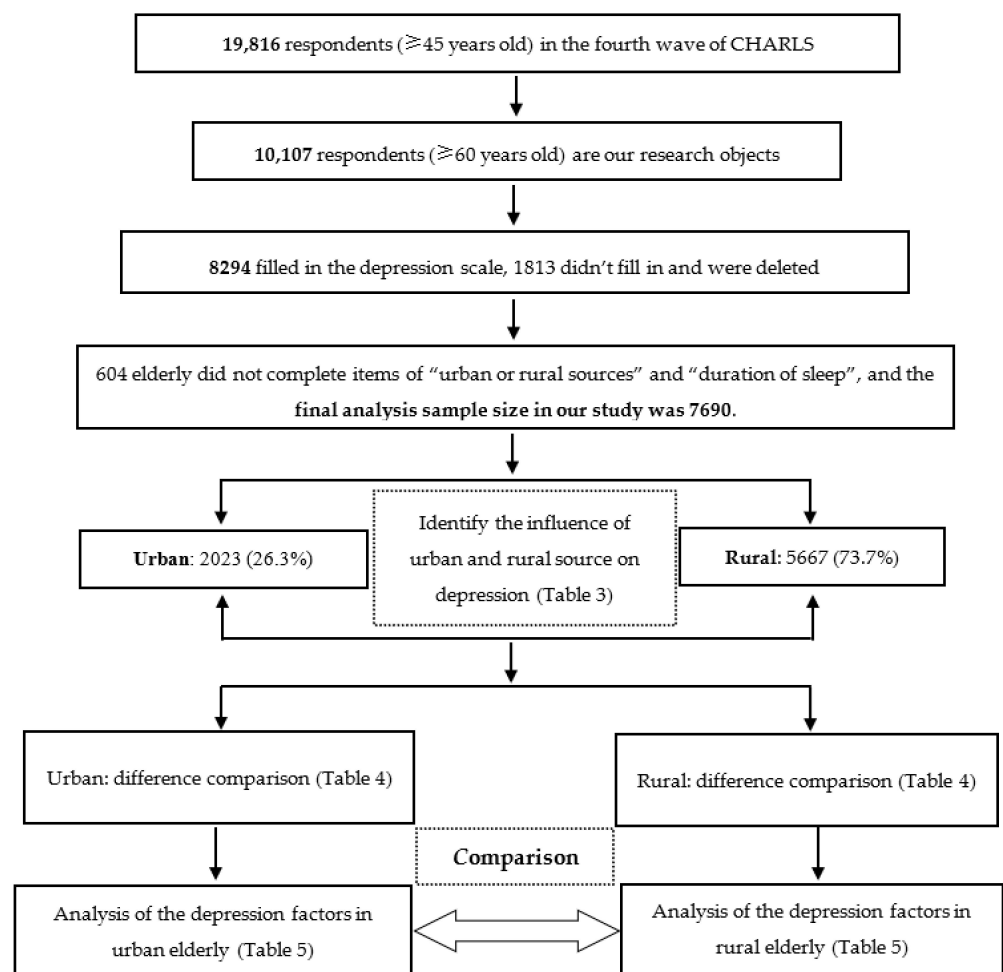 19,816 respondents (⩾45 years old) in the fourth wave of CHARLS
10,107 respondents (⩾60 years old) are our research objects
8294 filled in the depression scale, 1813 didn’t fill in and were deleted
604 elderly did not complete items of “urban or rural sources” and “duration of sleep”, and the
final analysis sample size in our study was 7690.
Identify the influence of
urban and rural source on
depression (Table 3)
Urban: 2023 (26.3%)
Rural: 5667 (73.7%)
Urban: difference comparison (Table 4)
Rural: difference comparison (Table 4)
Comparison
Analysis of the depression factors in
urban elderly (Table 5)
Analysis of the depression factors in
rural elderly (Table 5)